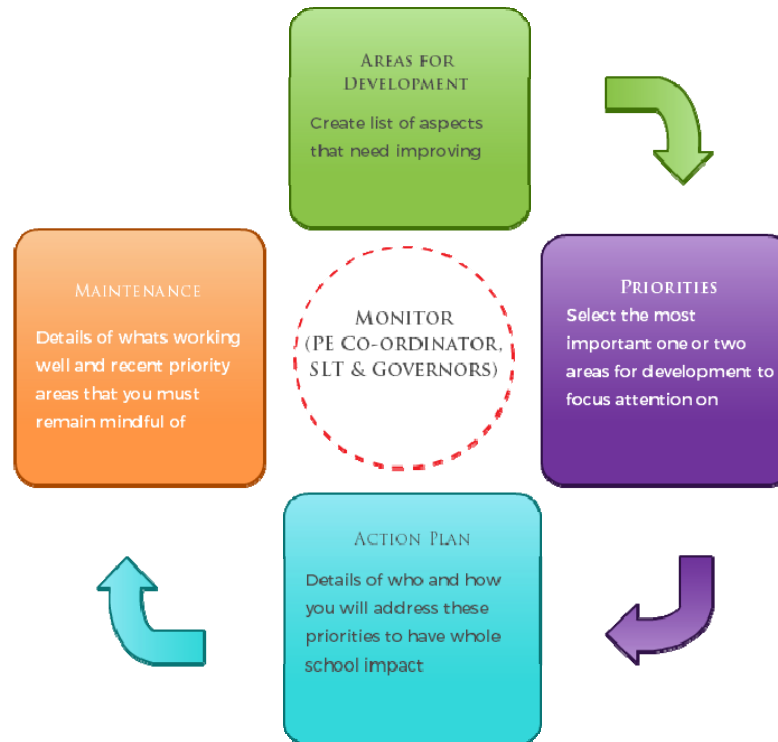 AREAS FOR
DEVELOPMENT
Create list of aspects
that need improving
PRIORITIES
Select the most
important one or two
areas for development to
focus attention on
ACTION PLAN
Details of who and how
you will address these
priorities to have whole
school impact
MAINTENANCE
Details of whats working
well and recent priority
areas that you must
remain mindful of
MONITOR
(PE CO-ORDINATOR,
SLT & GOVERNORS)